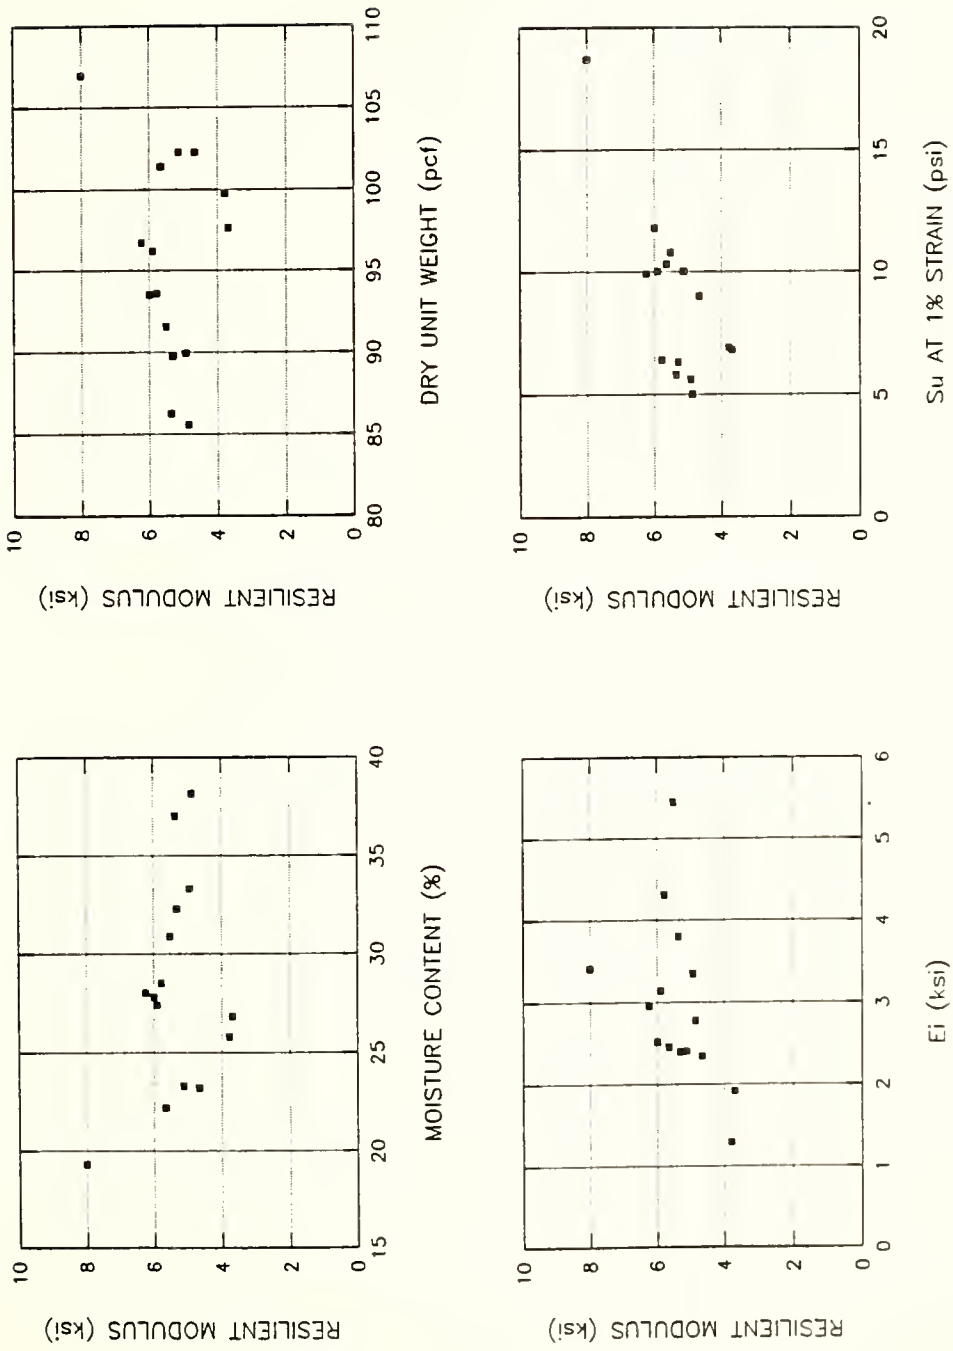 RESILIENT MODULUS (ksi)
10
8
6
4
2
0
15 20 25 30 35 40
MOISTURE CONTENT (%)
RESILIENT MODULUS (ksi)
10
8
6
4
2
0
80 85 90 95 100 105 110
DRY UNIT WEIGHT (pcf)
RESILIENT MODULUS (ksi)
10
8
6
4
2
0
0 1 2 3 4 5 6
Ei (ksi)
RESILIENT MODULUS (ksi)
10
8
6
4
2
0
0 5 10 15 20
Su AT 1% STRAIN (psi)